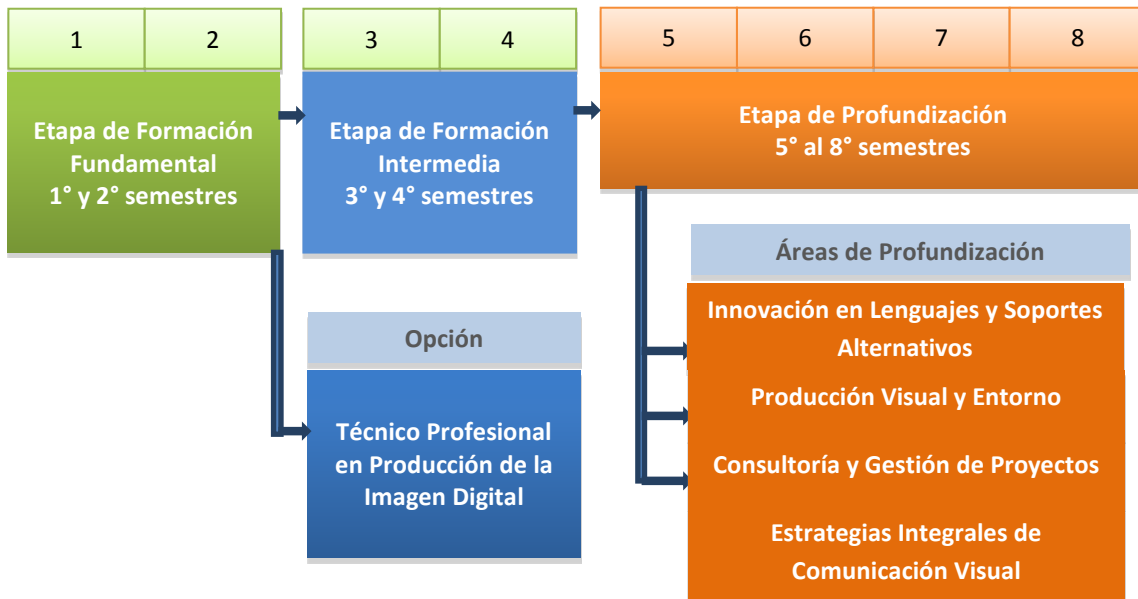 1 2 3 4 5 6 7 8
Etapa de Formación
Fundamental
1° y 2° semestres
Etapa de Formación
Intermedia
3° y 4° semestres
Etapa de Profundización
5° al 8° semestres
Opción
Técnico Profesional
en Producción de la
Imagen Digital
Áreas de Profundización
Innovación en Lenguajes y Soportes
Alternativos
Producción Visual y Entorno
Consultoría y Gestión de Proyectos
Estrategias Integrales de
Comunicación Visual